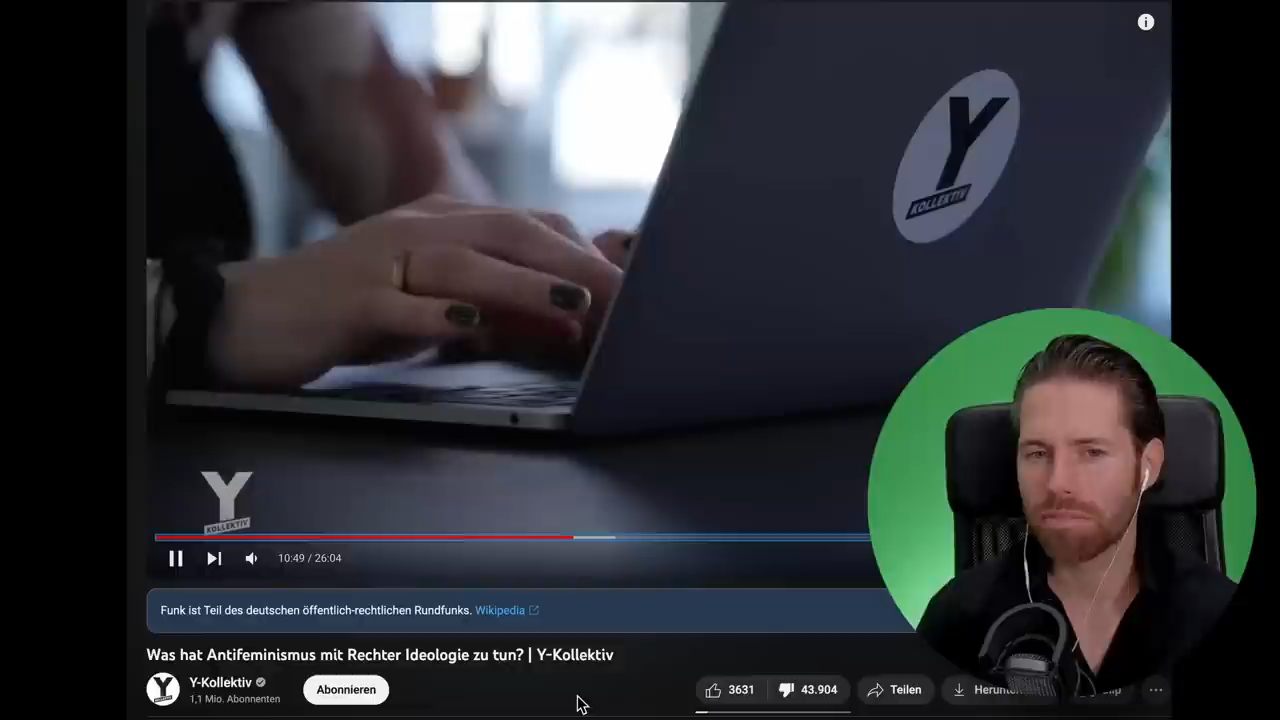 Y
KOLLEKTIV
Y
KOLLEKTIV
10:49 / 26:04
Funk ist Teil des deutschen öffentlich-rechtlichen Rundfunks. Wikipedia
Was hat Antifeminismus mit Rechter Ideologie zu tun? | Y-Kollektiv
Y
Y-Kollektiv
1,1 Mio. Abonnenten
Abonnieren
3631
43.904
Teilen